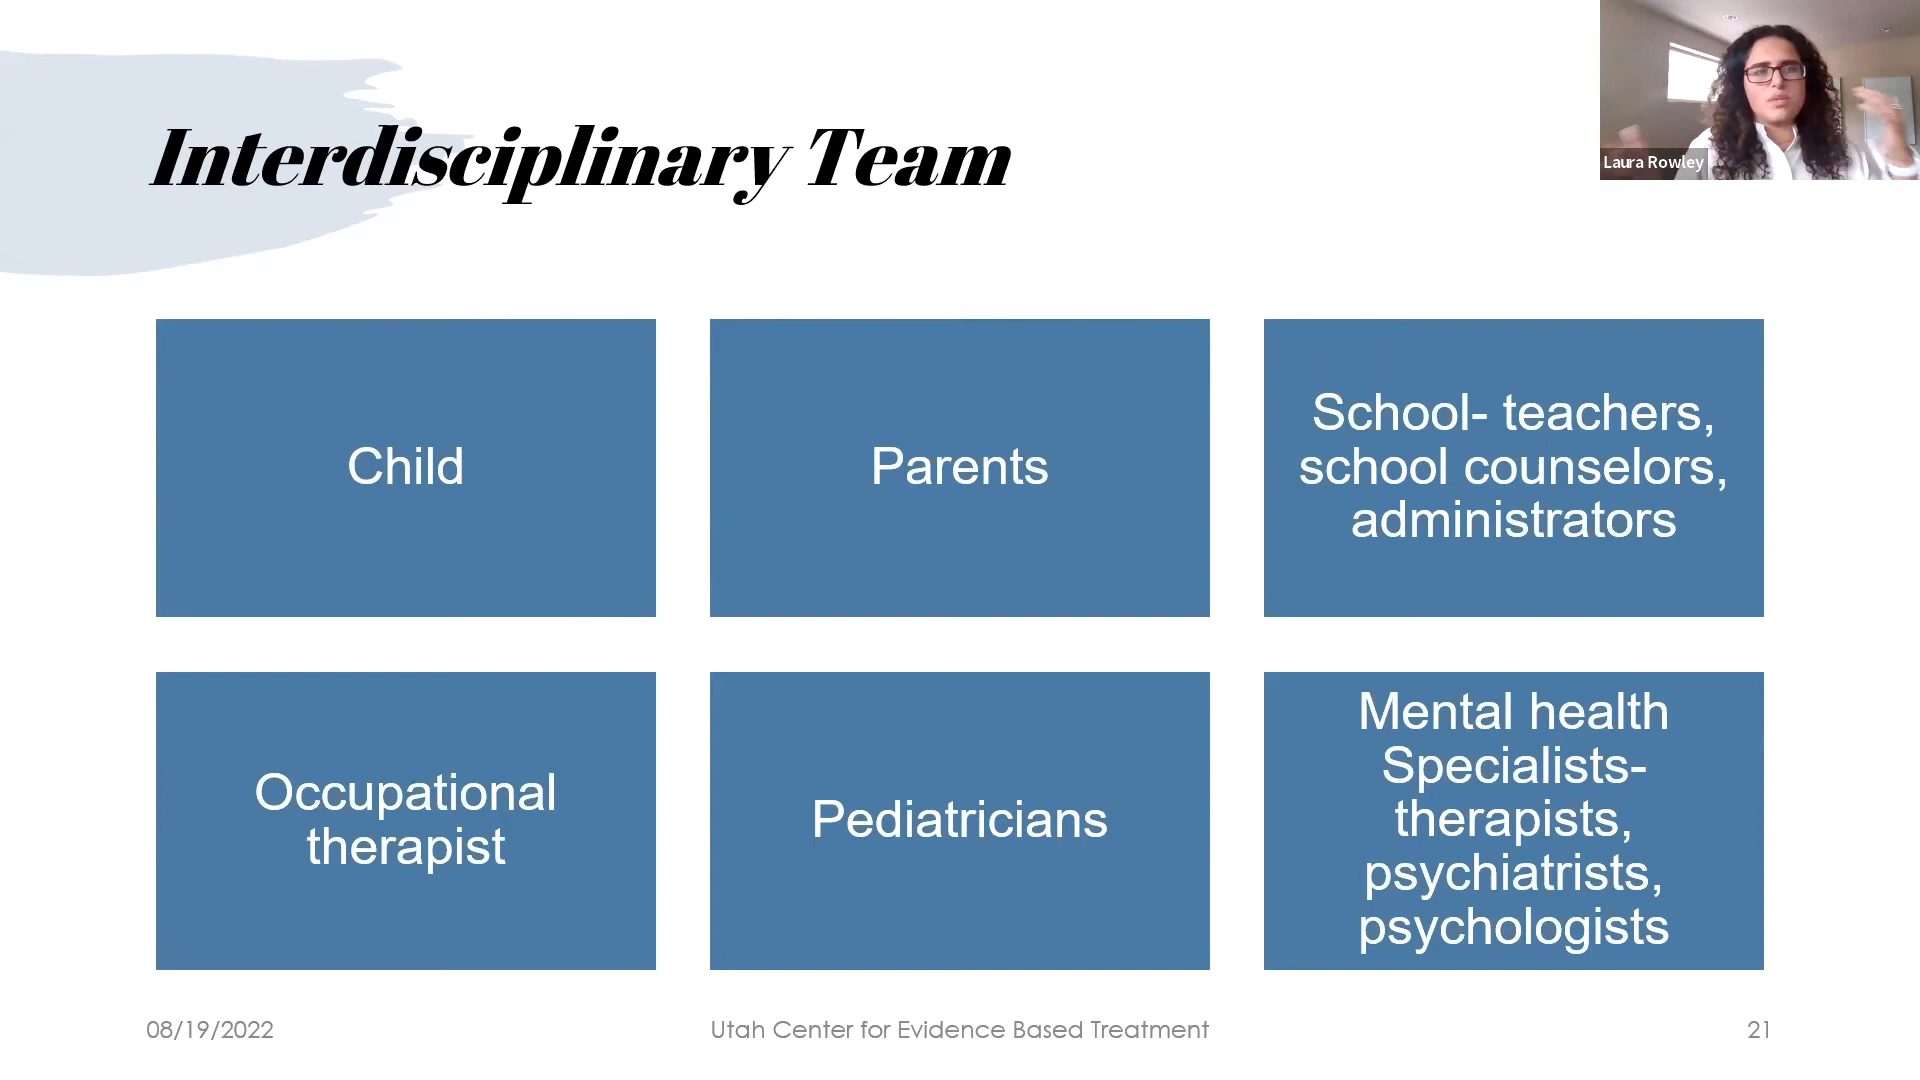 Interdisciplinary Team
Laura Rowley
Child
Parents
School- teachers,
school counselors,
administrators
Occupational
therapist
Pediatricians
Mental health
Specialists-
therapists,
psychiatrists,
psychologists
08/19/2022
Utah Center for Evidence Based Treatment
21